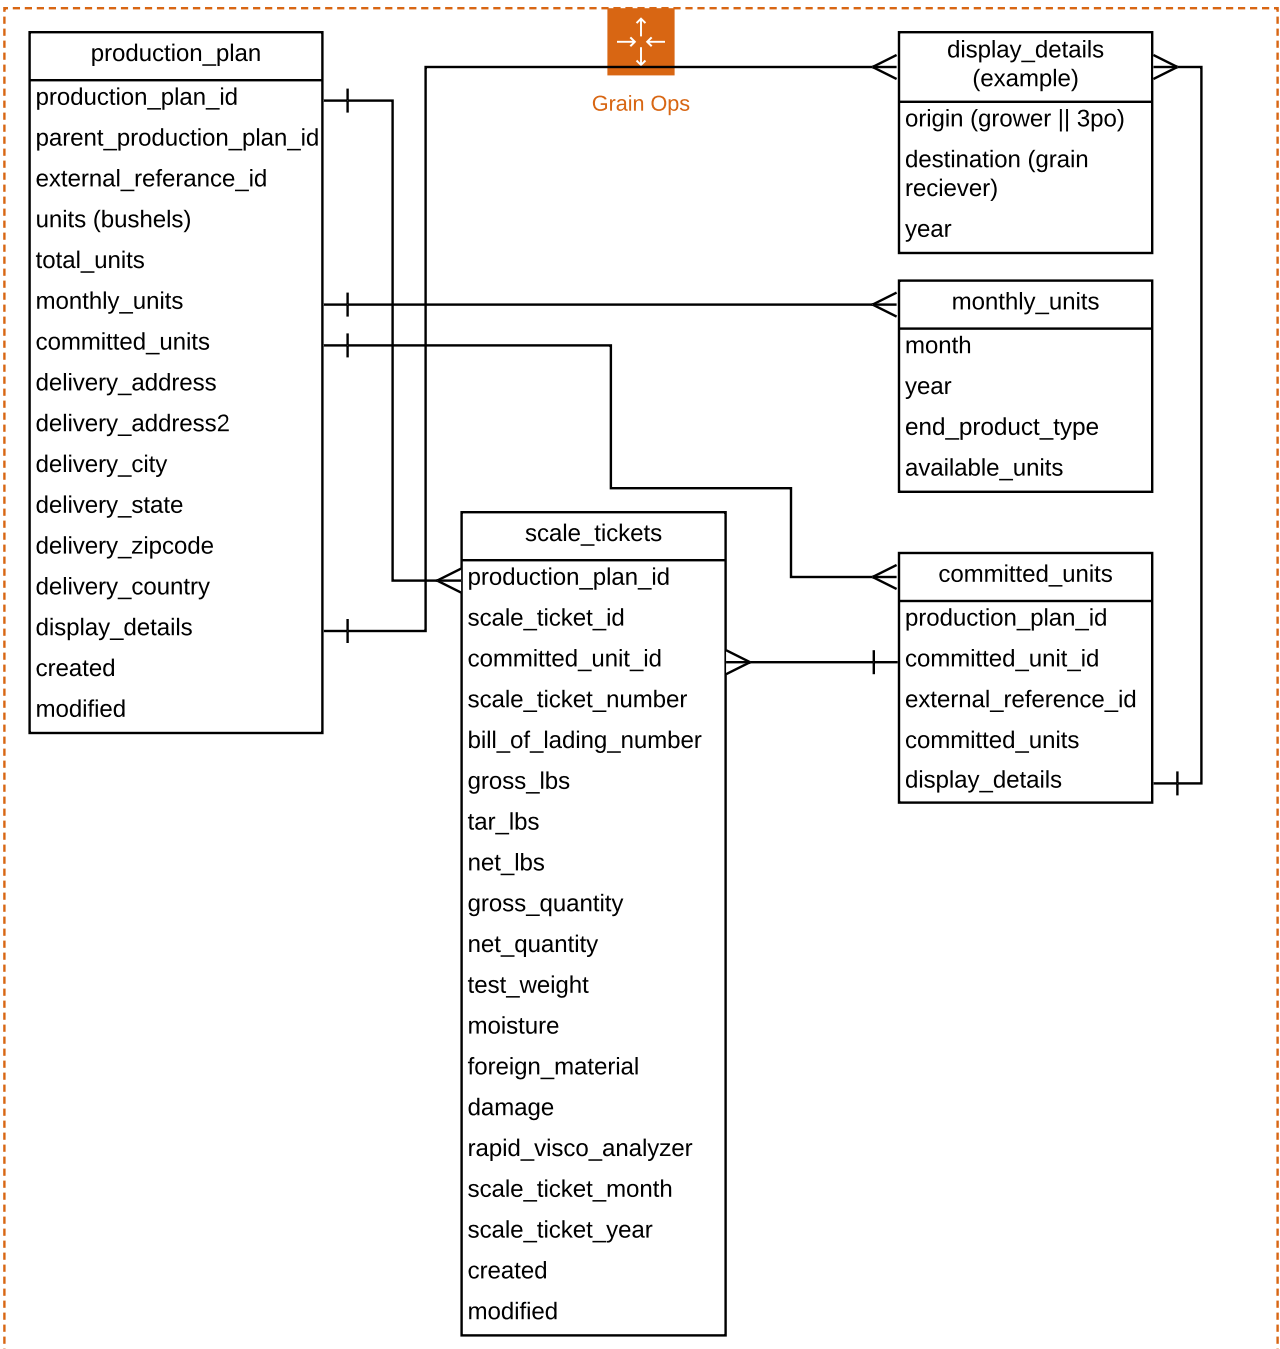 production_plan
production_plan_id
parent_production_plan_id
external_referance_id
units (bushels)
total_units
monthly_units
committed_units
delivery_address
delivery_address2
delivery_city
delivery_state
delivery_zipcode
delivery_country
display_details
created
modified
Grain Ops
display_details
(example)
origin (grower || 3po)
destination (grain
reciever)
year
monthly_units
month
year
end_product_type
available_units
scale_tickets
production_plan_id
scale_ticket_id
committed_unit_id
scale_ticket_number
bill_of_lading_number
gross_lbs
tar_lbs
net_lbs
gross_quantity
net_quantity
test_weight
moisture
foreign_material
damage
rapid_visco_analyzer
scale_ticket_month
scale_ticket_year
created
modified
committed_units
production_plan_id
committed_unit_id
external_reference_id
committed_units
display_details